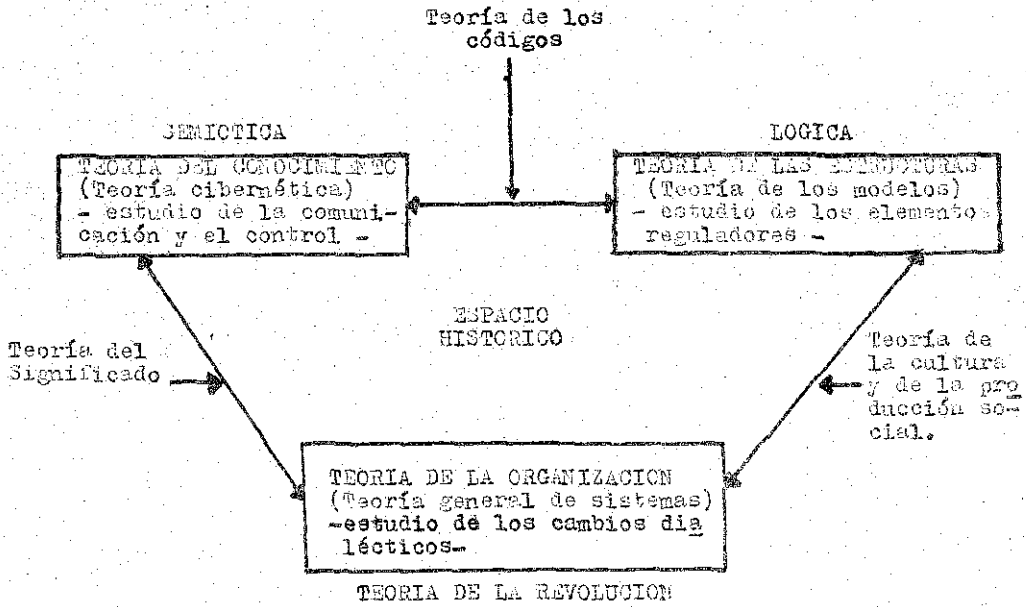 Teoría de los
códigos
SEMIOTICA
TEORIA DEL CONOCIMIENTO
(Teoría cibernética)
- estudio de la comuni-
cación y el control -
LOGICA
TEORIA DE LAS ESTRUCTURAS
(Teoría de los modelos)
- estudio de los elementos
reguladores -
ESPACIO
HISTORICO
Teoría del
Significado
Teoría de
la cultura
y de la pro
ducción so-
cial.
TEORIA DE LA ORGANIZACION
(Teoría general de sistemas)
-estudio de los cambios dia
lécticos-
TEORIA DE LA REVOLUCION